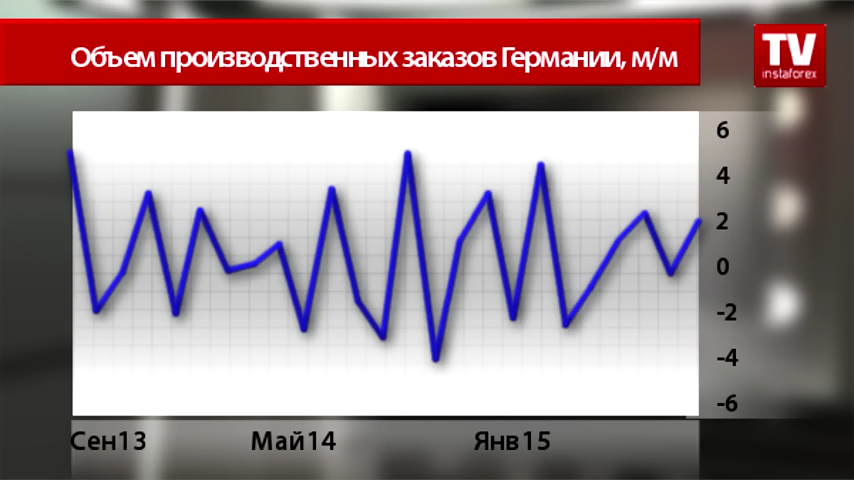 Объем производственных заказов Германии, м/м
TV
instaforex
6
4
2
0
-2
-4
-6
Сен13
Май14
Янв15